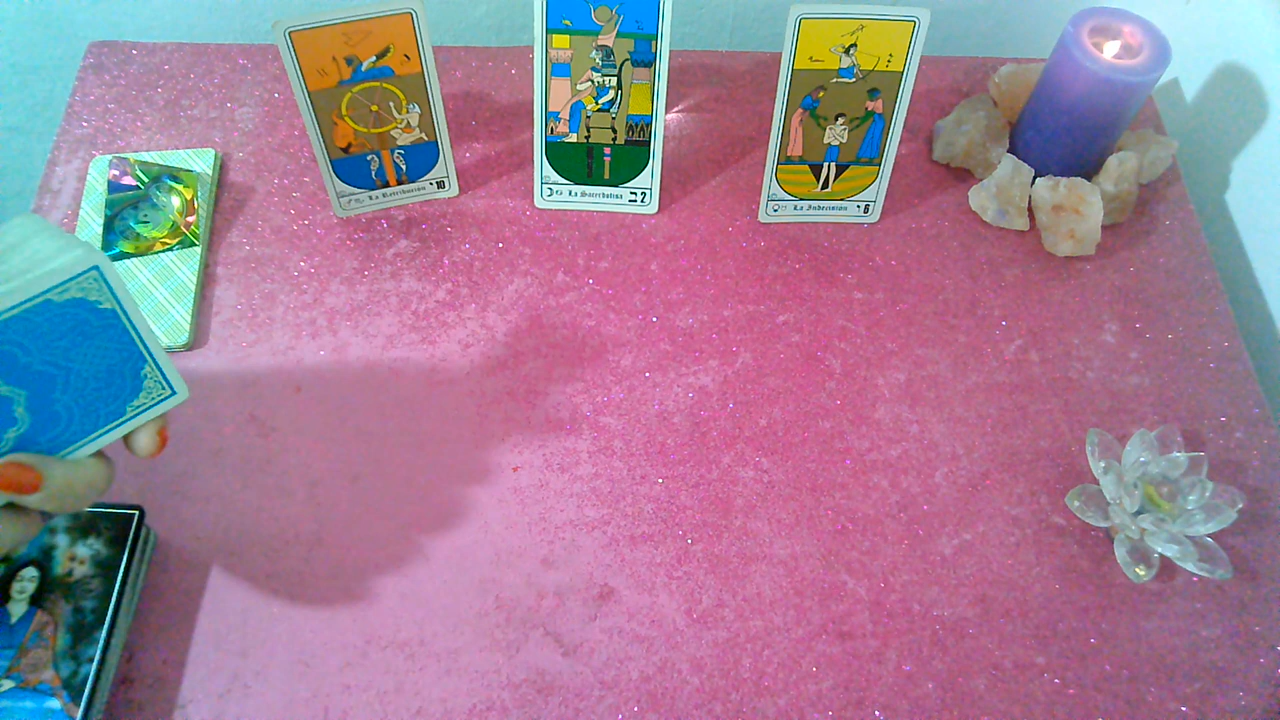 La Retribución 10
La Sacerdotisa ב 2
La Indecisión ו 6